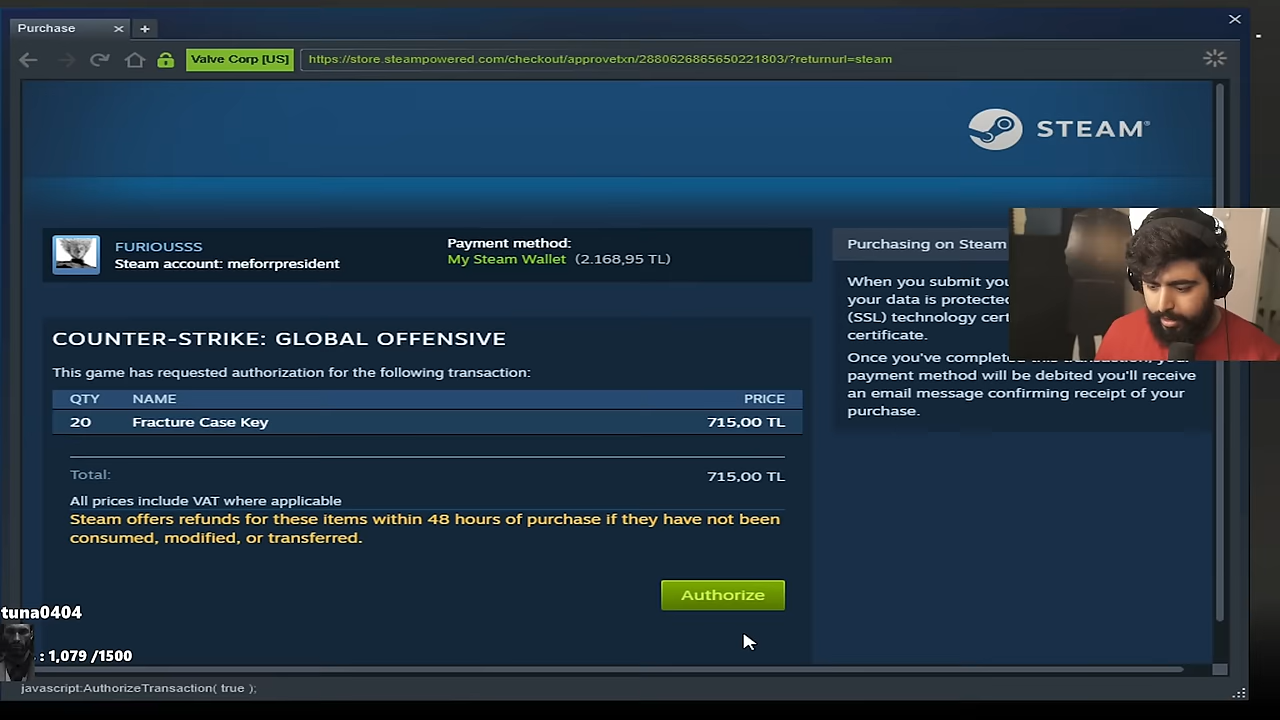 Purchase
Valve Corp [US]
https://store.steampowered.com/checkout/approvetxn/2880626865650221803/?returnurl=steam
STEAM®
FURIOUSSS
Steam account: meforrpresident
Payment method:
My Steam Wallet (2.168,95 TL)
COUNTER-STRIKE: GLOBAL OFFENSIVE
This game has requested authorization for the following transaction:
QTY NAME PRICE
20 Fracture Case Key 715,00 TL
Total: 715,00 TL
All prices include VAT where applicable
Steam offers refunds for these items within 48 hours of purchase if they have not been
consumed, modified, or transferred.
Authorize
Purchasing on Steam
When you submit
your data is protected
(SSL) technology
certificate.
Once you've completed
payment method will be debited you'll receive
an email message confirming receipt of your
purchase.
tuna0404
: 1,079 /1500
javascript:AuthorizeTransaction( true );